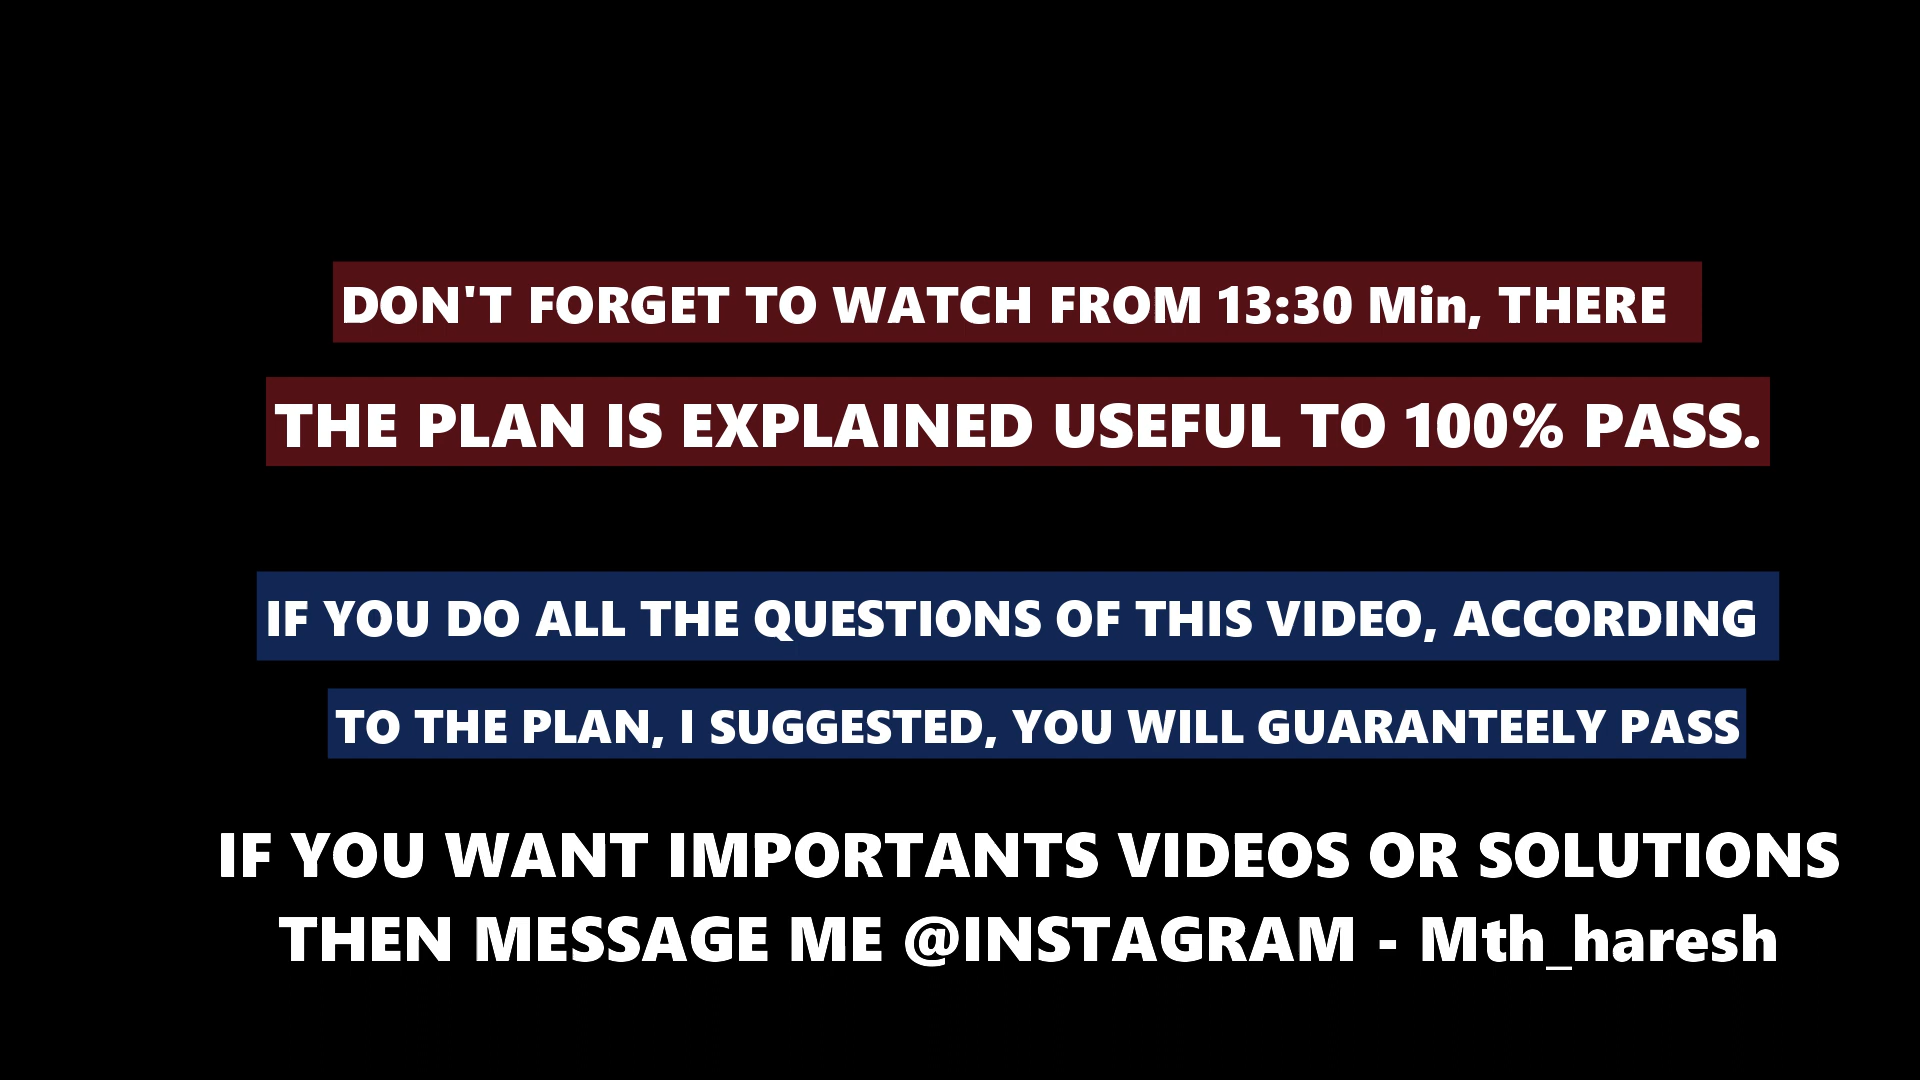 DON'T FORGET TO WATCH FROM 13:30 Min, THERE
THE PLAN IS EXPLAINED USEFUL TO 100% PASS.
IF YOU DO ALL THE QUESTIONS OF THIS VIDEO, ACCORDING
TO THE PLAN, I SUGGESTED, YOU WILL GUARANTEELY PASS
IF YOU WANT IMPORTANTS VIDEOS OR SOLUTIONS
THEN MESSAGE ME @INSTAGRAM - Mth_haresh